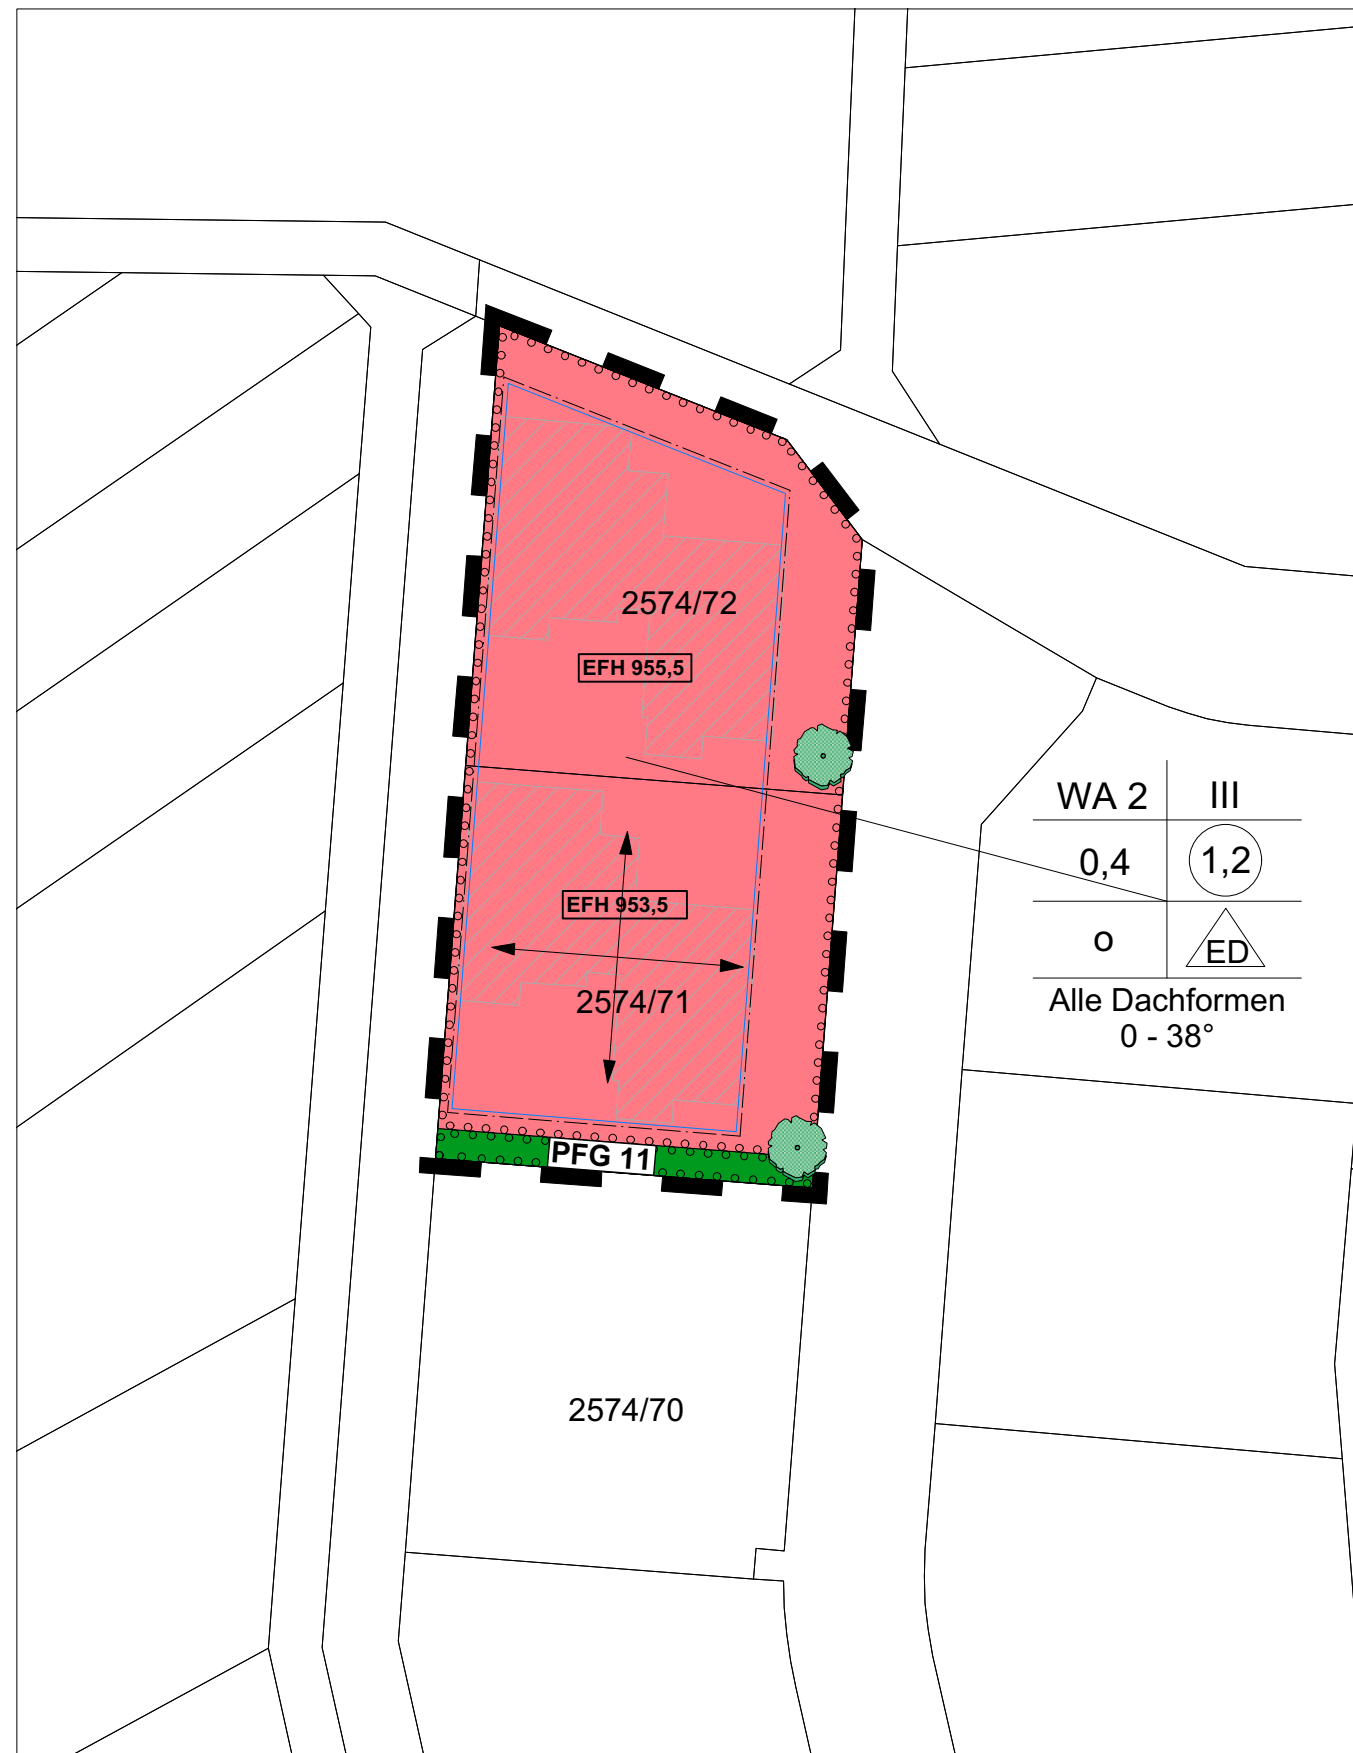 2574/72
EFH 955,5
WA 2 III
0,4 1,2
EFH 953,5
o ED
2574/71
Alle Dachformen
0 - 38°
PFG 11
2574/70